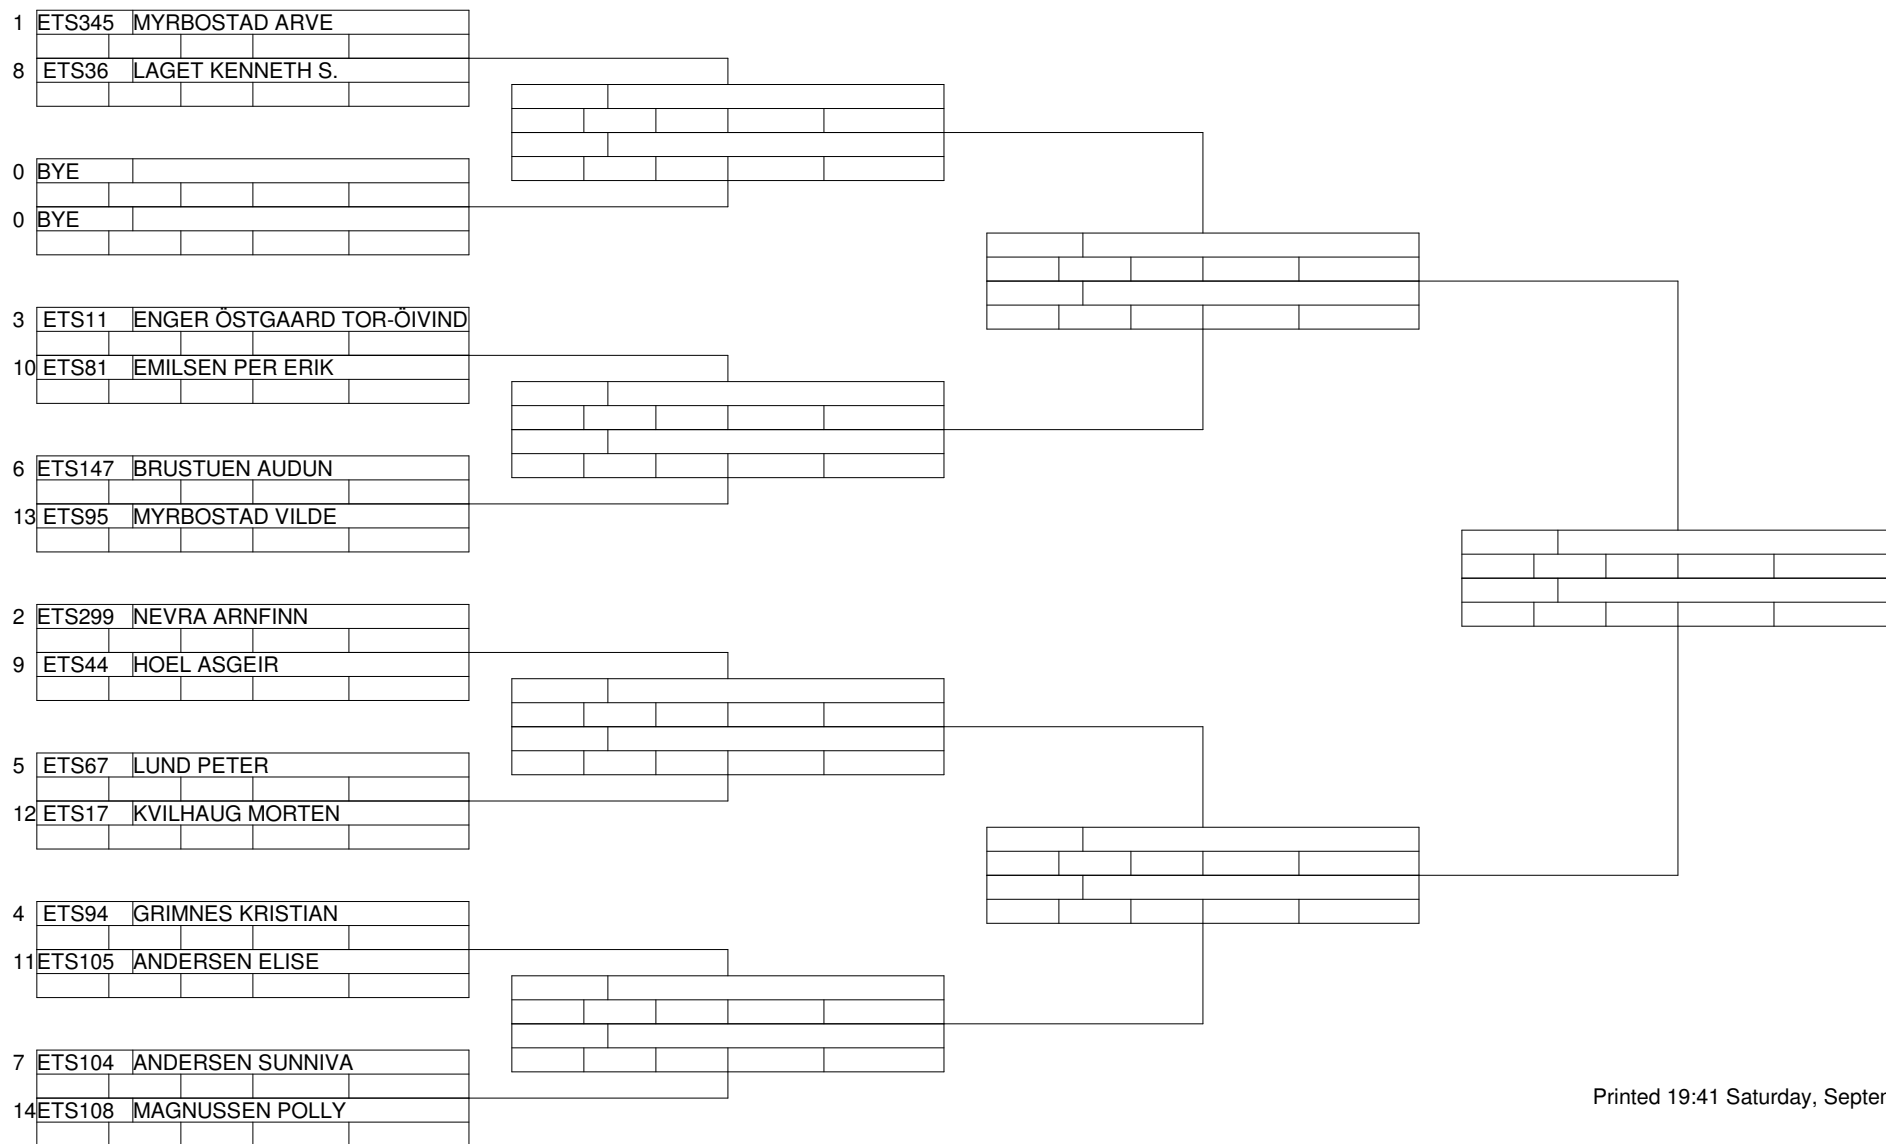 1 ETS345 MYRBOSTAD ARVE
8 ETS36 LAGET KENNETH S.
0 BYE
0 BYE
3 ETS11 ENGER ÖSTGAARD TOR-ÖIVIND
10 ETS81 EMILSEN PER ERIK
6 ETS147 BRUSTUEN AUDUN
13 ETS95 MYRBOSTAD VILDE
2 ETS299 NEVRA ARNFINN
9 ETS44 HOEL ASGEIR
5 ETS67 LUND PETER
12 ETS17 KVILHAUG MORTEN
4 ETS94 GRIMNES KRISTIAN
11 ETS105 ANDERSEN ELISE
7 ETS104 ANDERSEN SUNNIVA
14 ETS108 MAGNUSSEN POLLY
Printed 19:41 Saturday,